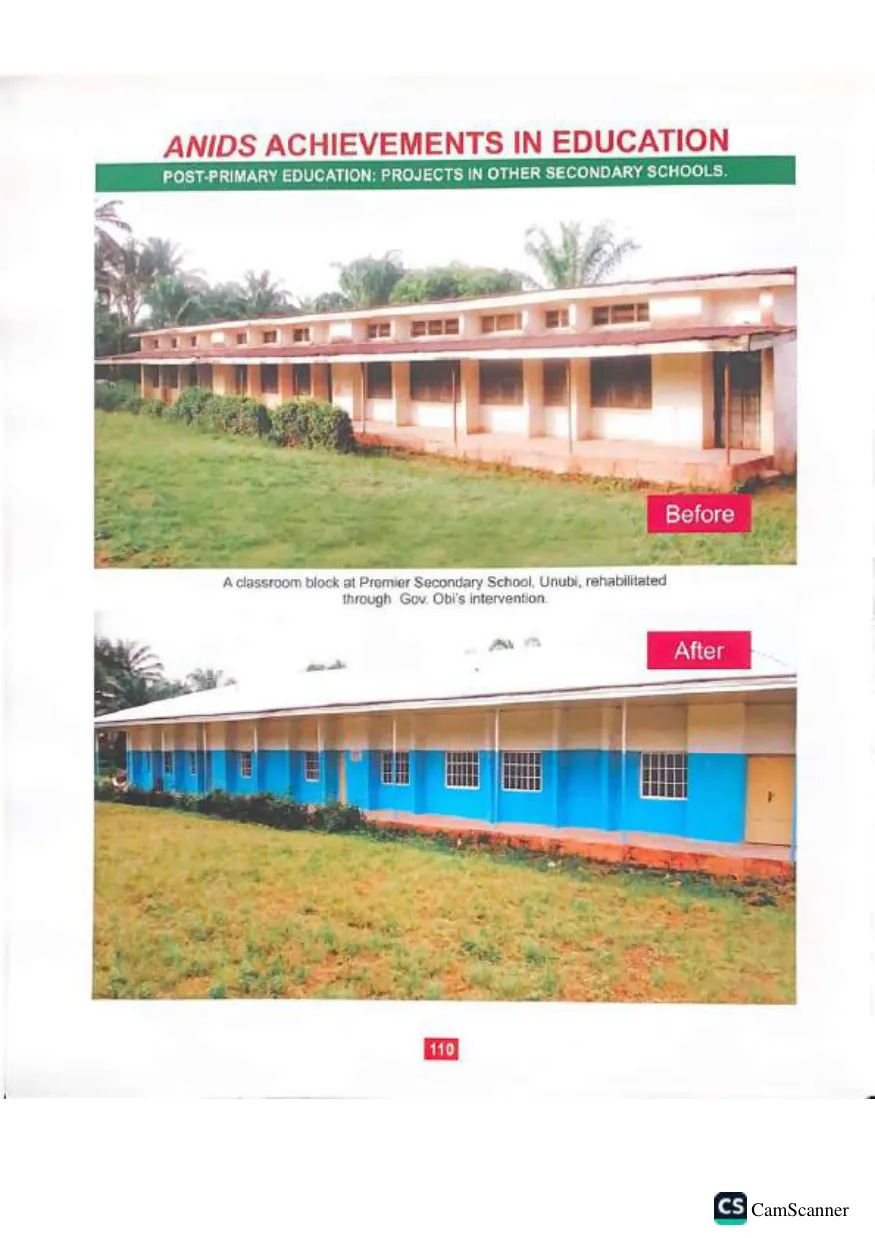 ANIDS ACHIEVEMENTS IN EDUCATION
POST-PRIMARY EDUCATION: PROJECTS IN OTHER SECONDARY SCHOOLS.
Before
A classroom block at Premier Secondary School, Unubi, rehabilitated
through Gov. Obi's intervention.
After
110
CS CamScanner